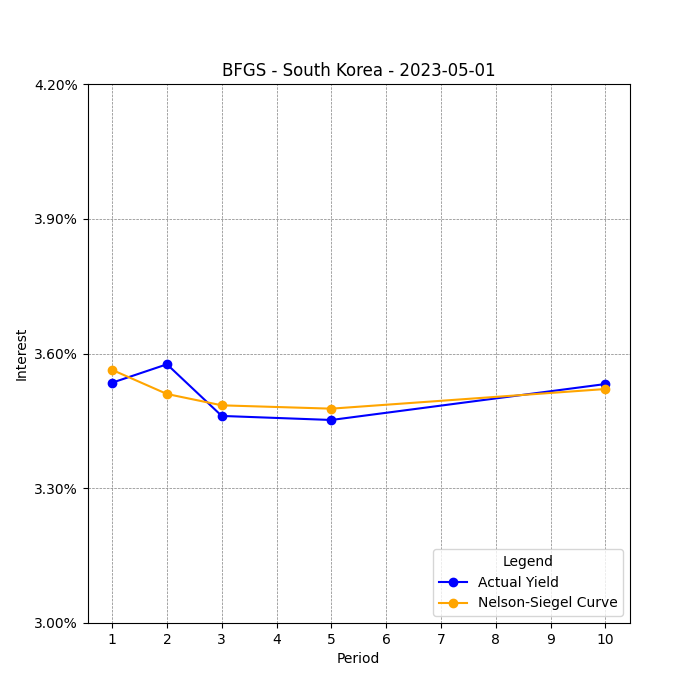 BFGS - South Korea - 2023-05-01
4.20%
3.90%
3.60%
3.30%
3.00%
Interest
1 2 3 4 5 6 7 8 9 10
Period
Legend
Actual Yield
Nelson-Siegel Curve